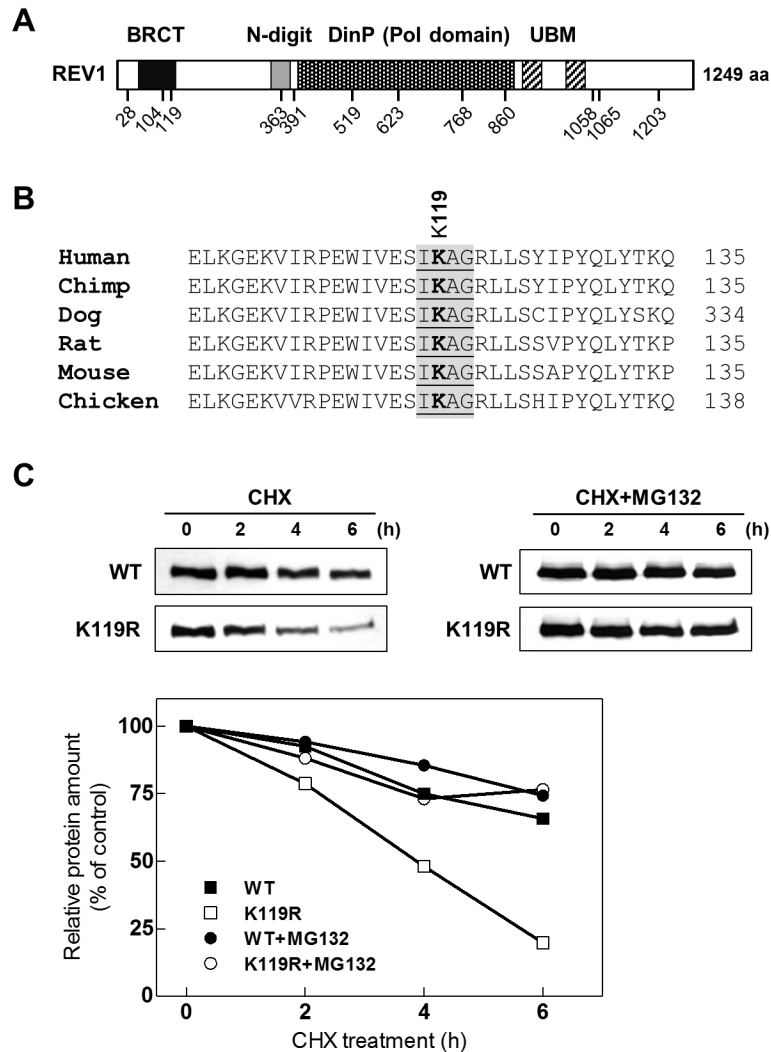 A
BRCT N-digit DinP (Pol domain) UBM
REV1 1249 aa
28 104 119 363 391 519 623 768 860 1058 1065 1203
B
K119
Human ELKGEKVIRPEWIVESIKAGRLLSYIPYQLYTKQ 135
Chimp ELKGEKVIRPEWIVESIKAGRLLSYIPYQLYTKQ 135
Dog ELKGEKVIRPEWIVESIKAGRLLSCIPYQLYSKQ 334
Rat ELKGEKVIRPEWIVESIKAGRLLSSVPYQLYTKP 135
Mouse ELKGEKVIRPEWIVESIKAGRLLSSAPYQLYTKP 135
Chicken ELKGEKVVRPEWIVESIKAGRLLSHIPYQLYTKQ 138
C
CHX CHX+MG132
0 2 4 6 (h) 0 2 4 6 (h)
WT WT
K119R K119R
Relative protein amount
(% of control)
100
75
50
25
0
WT
K119R
WT+MG132
K119R+MG132
0 2 4 6
CHX treatment (h)